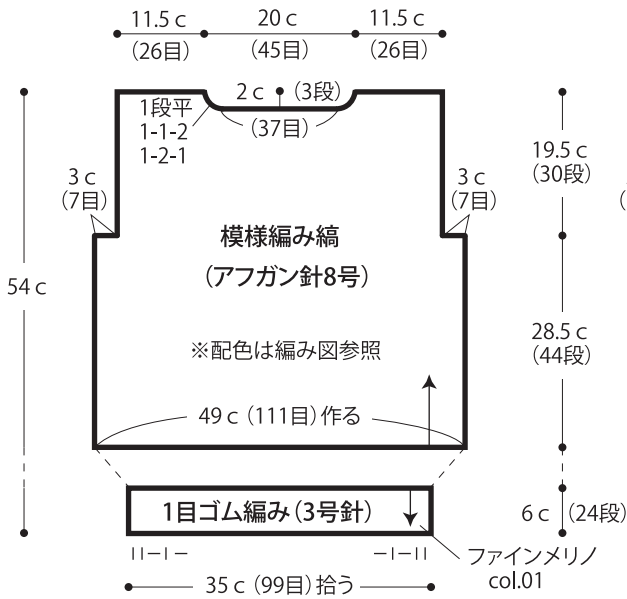 11.5 c 20 c 11.5 c
(26目) (45目) (26目)
2 c (3段)
1段平
1-1-2
1-2-1
(37目)
19.5 c
(30段)
3 c
(7目)
3 c
(7目)
模様編み縞
(アフガン針8号)
54 c
※配色は編み図参照
28.5 c
(44段)
49 c (111目) 作る
1目ゴム編み (3号針)
6 c (24段)
ファインメリノ
col.01
35 c (99目) 拾う